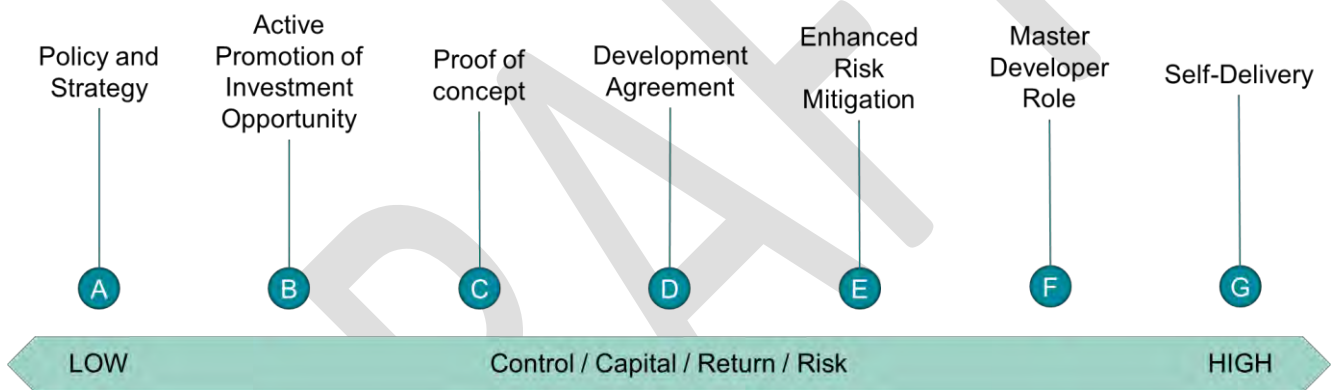 Policy and
Strategy
Active
Promotion of
Investment
Opportunity
Proof of
concept
Development
Agreement
Enhanced
Risk
Mitigation
Master
Developer
Role
Self-Delivery
A
B
C
D
E
F
G
LOW
Control / Capital / Return / Risk
HIGH
DRAFT